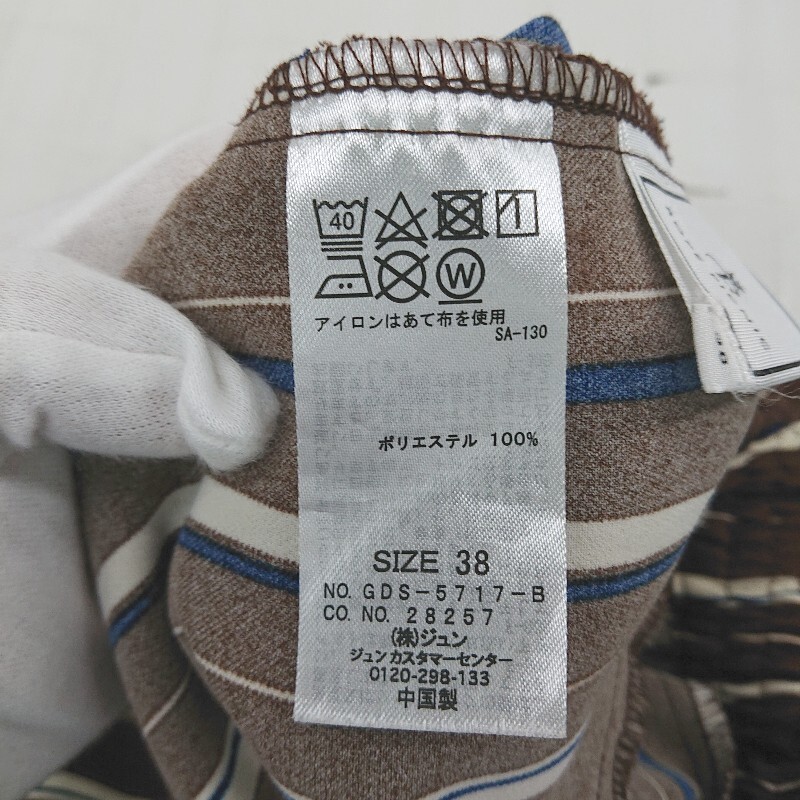 40
アイロンはあて布を使用
SA-130
ポリエステル 100%
SIZE 38
NO. GDS-5717-B
CO. NO. 28257
(株)ジュン
ジュンカスタマーセンター
0120-298-133
中国製
W